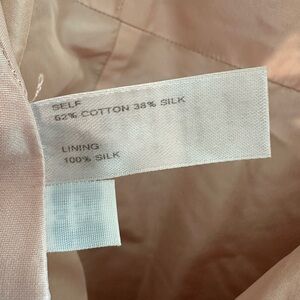 SELF
62% COTTON 38% SILK
LINING
100% SILK